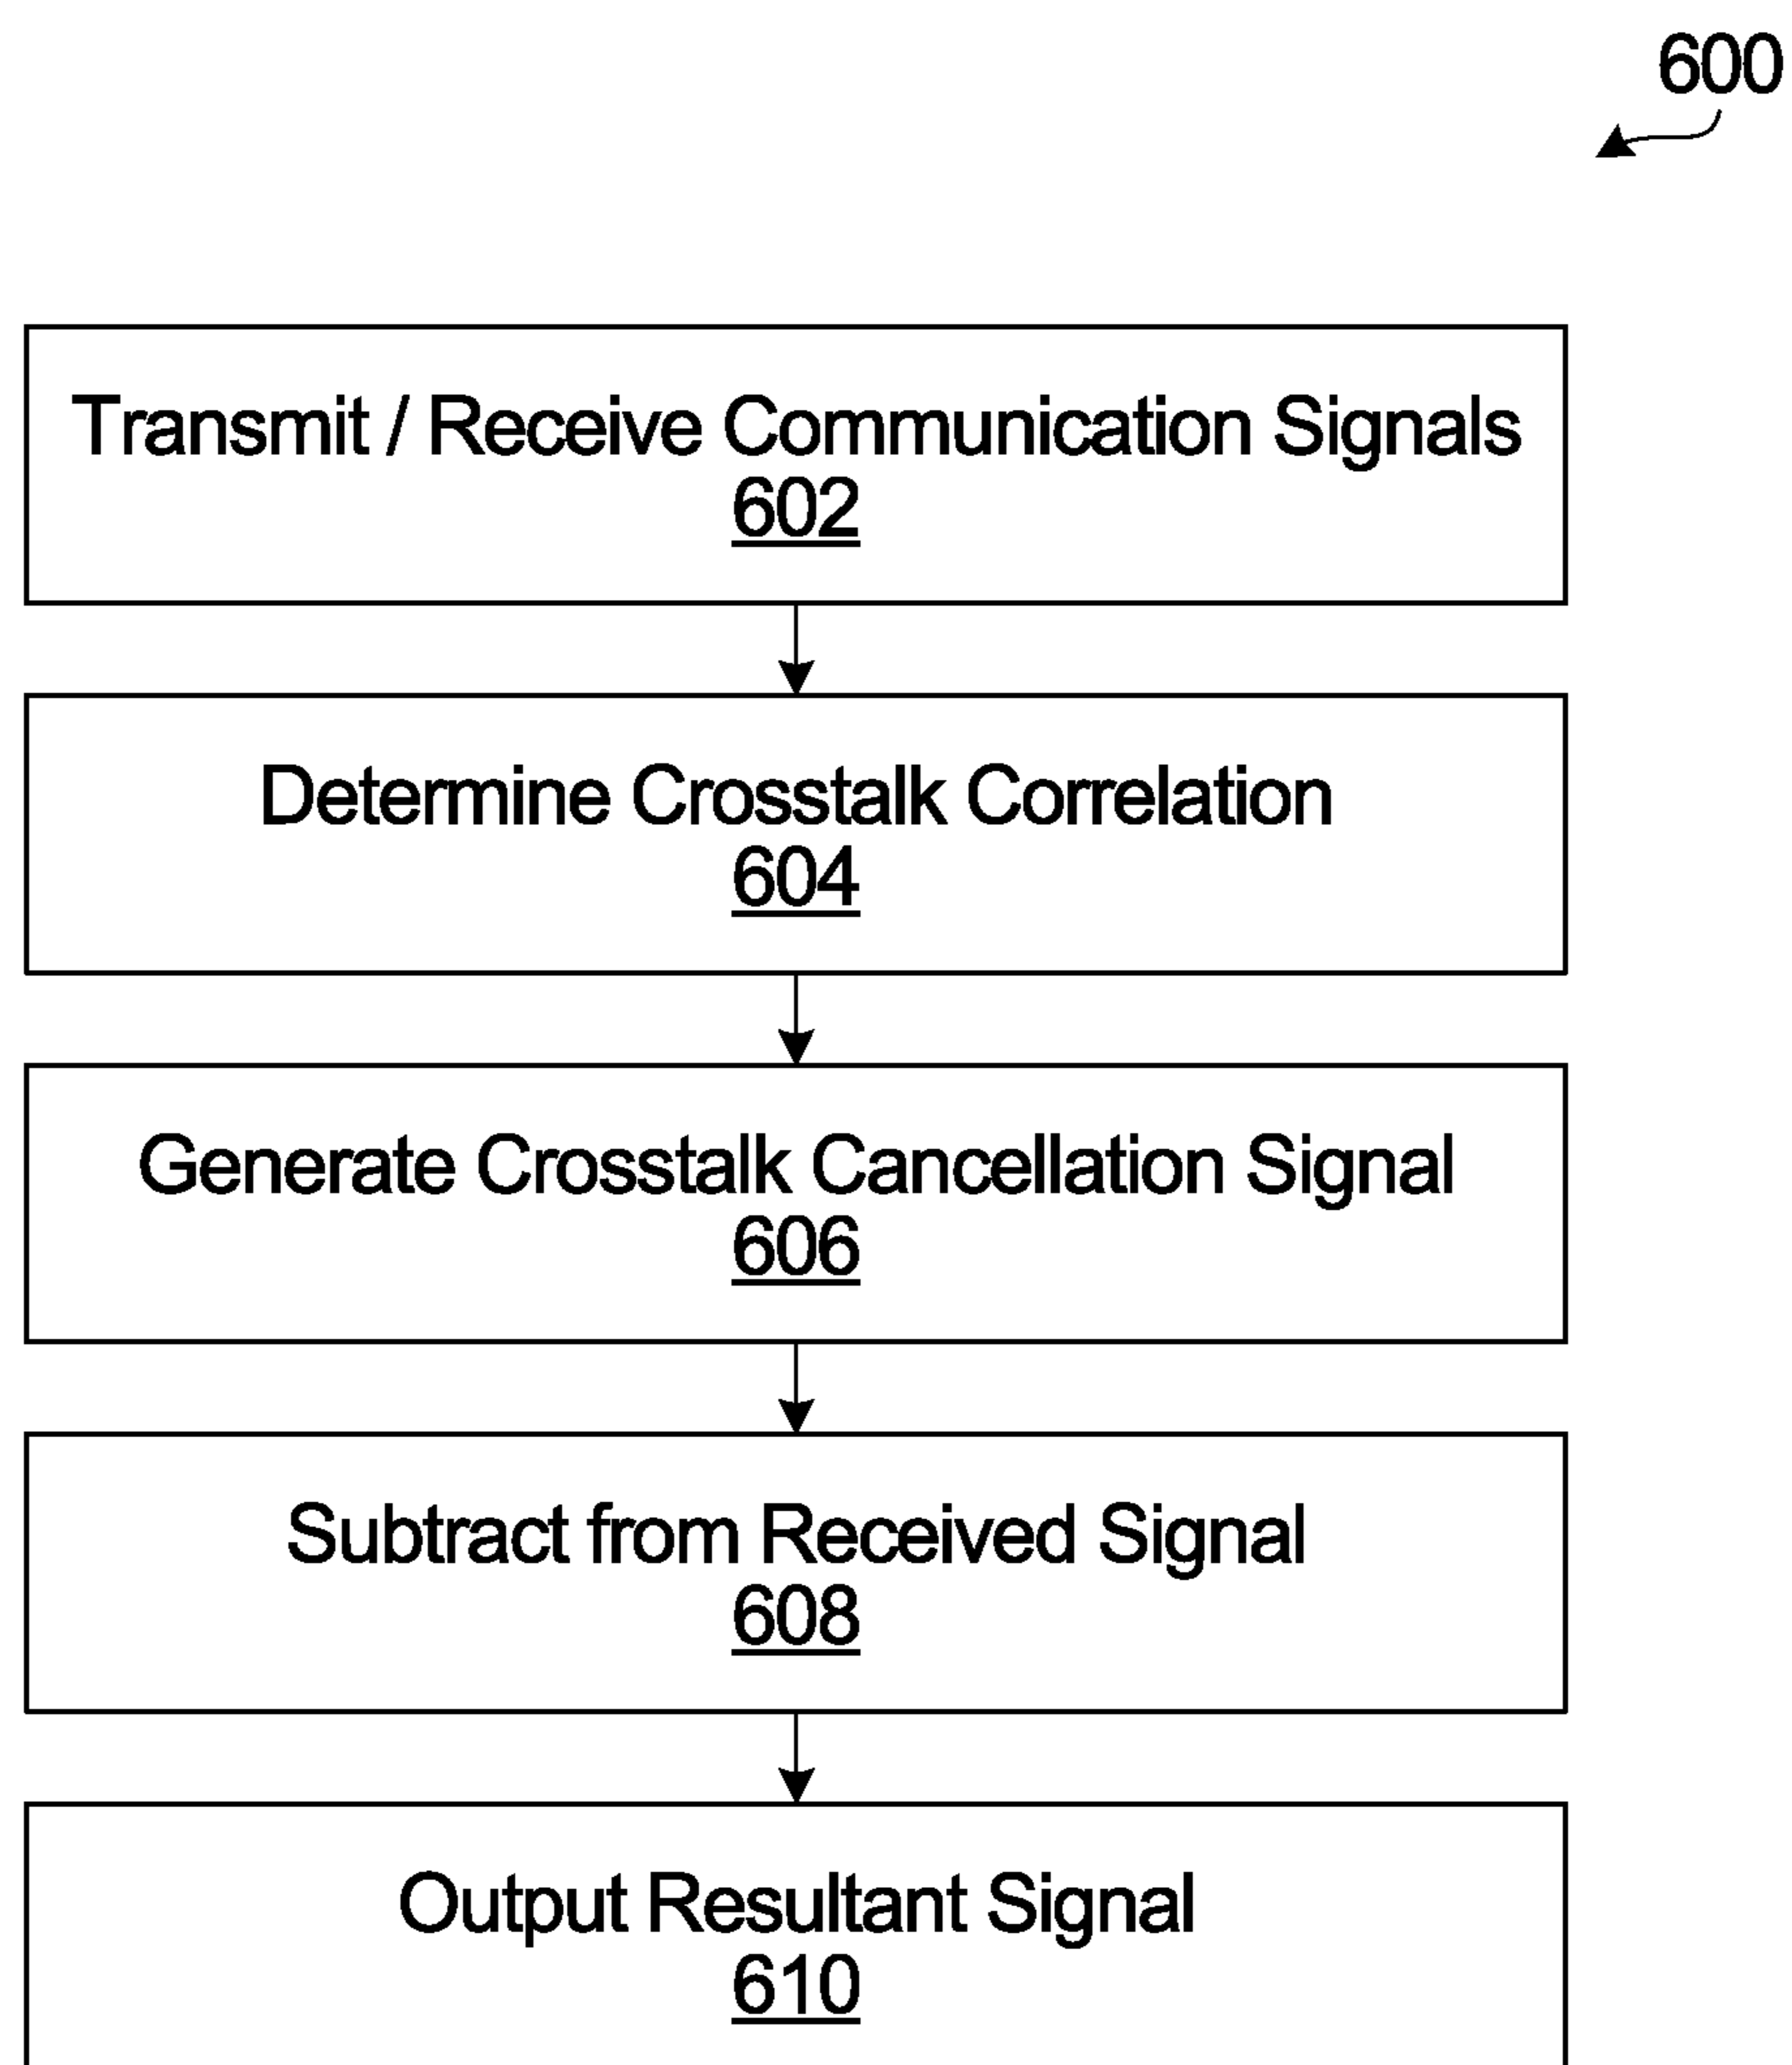 600
Transmit / Receive Communication Signals
602
Determine Crosstalk Correlation
604
Generate Crosstalk Cancellation Signal
606
Subtract from Received Signal
608
Output Resultant Signal
610